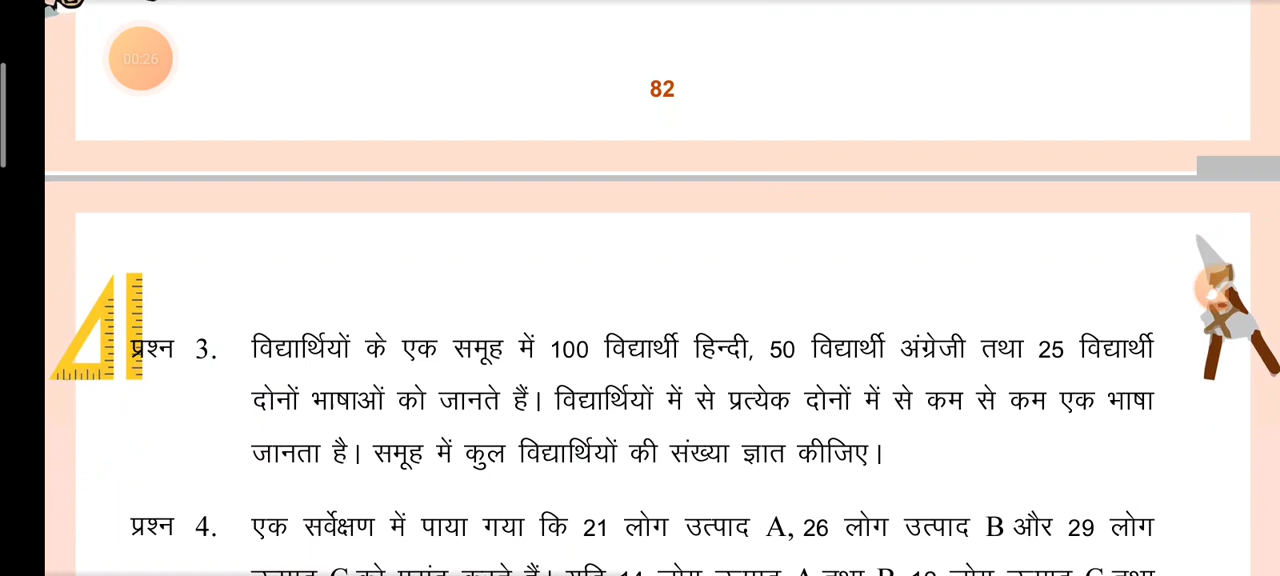 00:26
82
प्रश्न 3. विद्यार्थियों के एक समूह में 100 विद्यार्थी हिन्दी, 50 विद्यार्थी अंग्रेजी तथा 25 विद्यार्थी
दोनों भाषाओं को जानते हैं। विद्यार्थियों में से प्रत्येक दोनों में से कम से कम एक भाषा
जानता है। समूह में कुल विद्यार्थियों की संख्या ज्ञात कीजिए।
प्रश्न 4. एक सर्वेक्षण में पाया गया कि 21 लोग उत्पाद A, 26 लोग उत्पाद B और 29 लोग